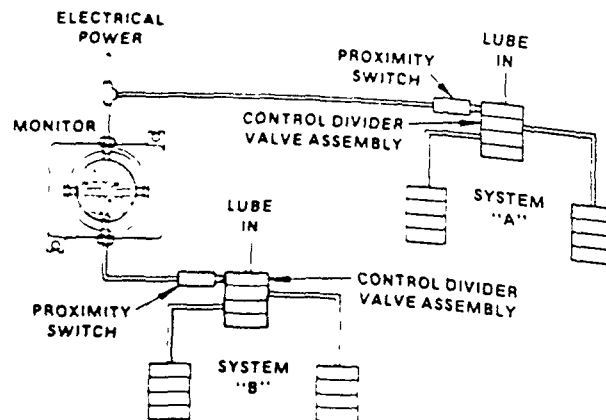 ELECTRICAL
POWER
PROXIMITY
SWITCH
LUBE
IN
MONITOR
CONTROL DIVIDER
VALVE ASSEMBLY
SYSTEM
"A"
LUBE
IN
PROXIMITY
SWITCH
CONTROL DIVIDER
VALVE ASSEMBLY
SYSTEM
"B"